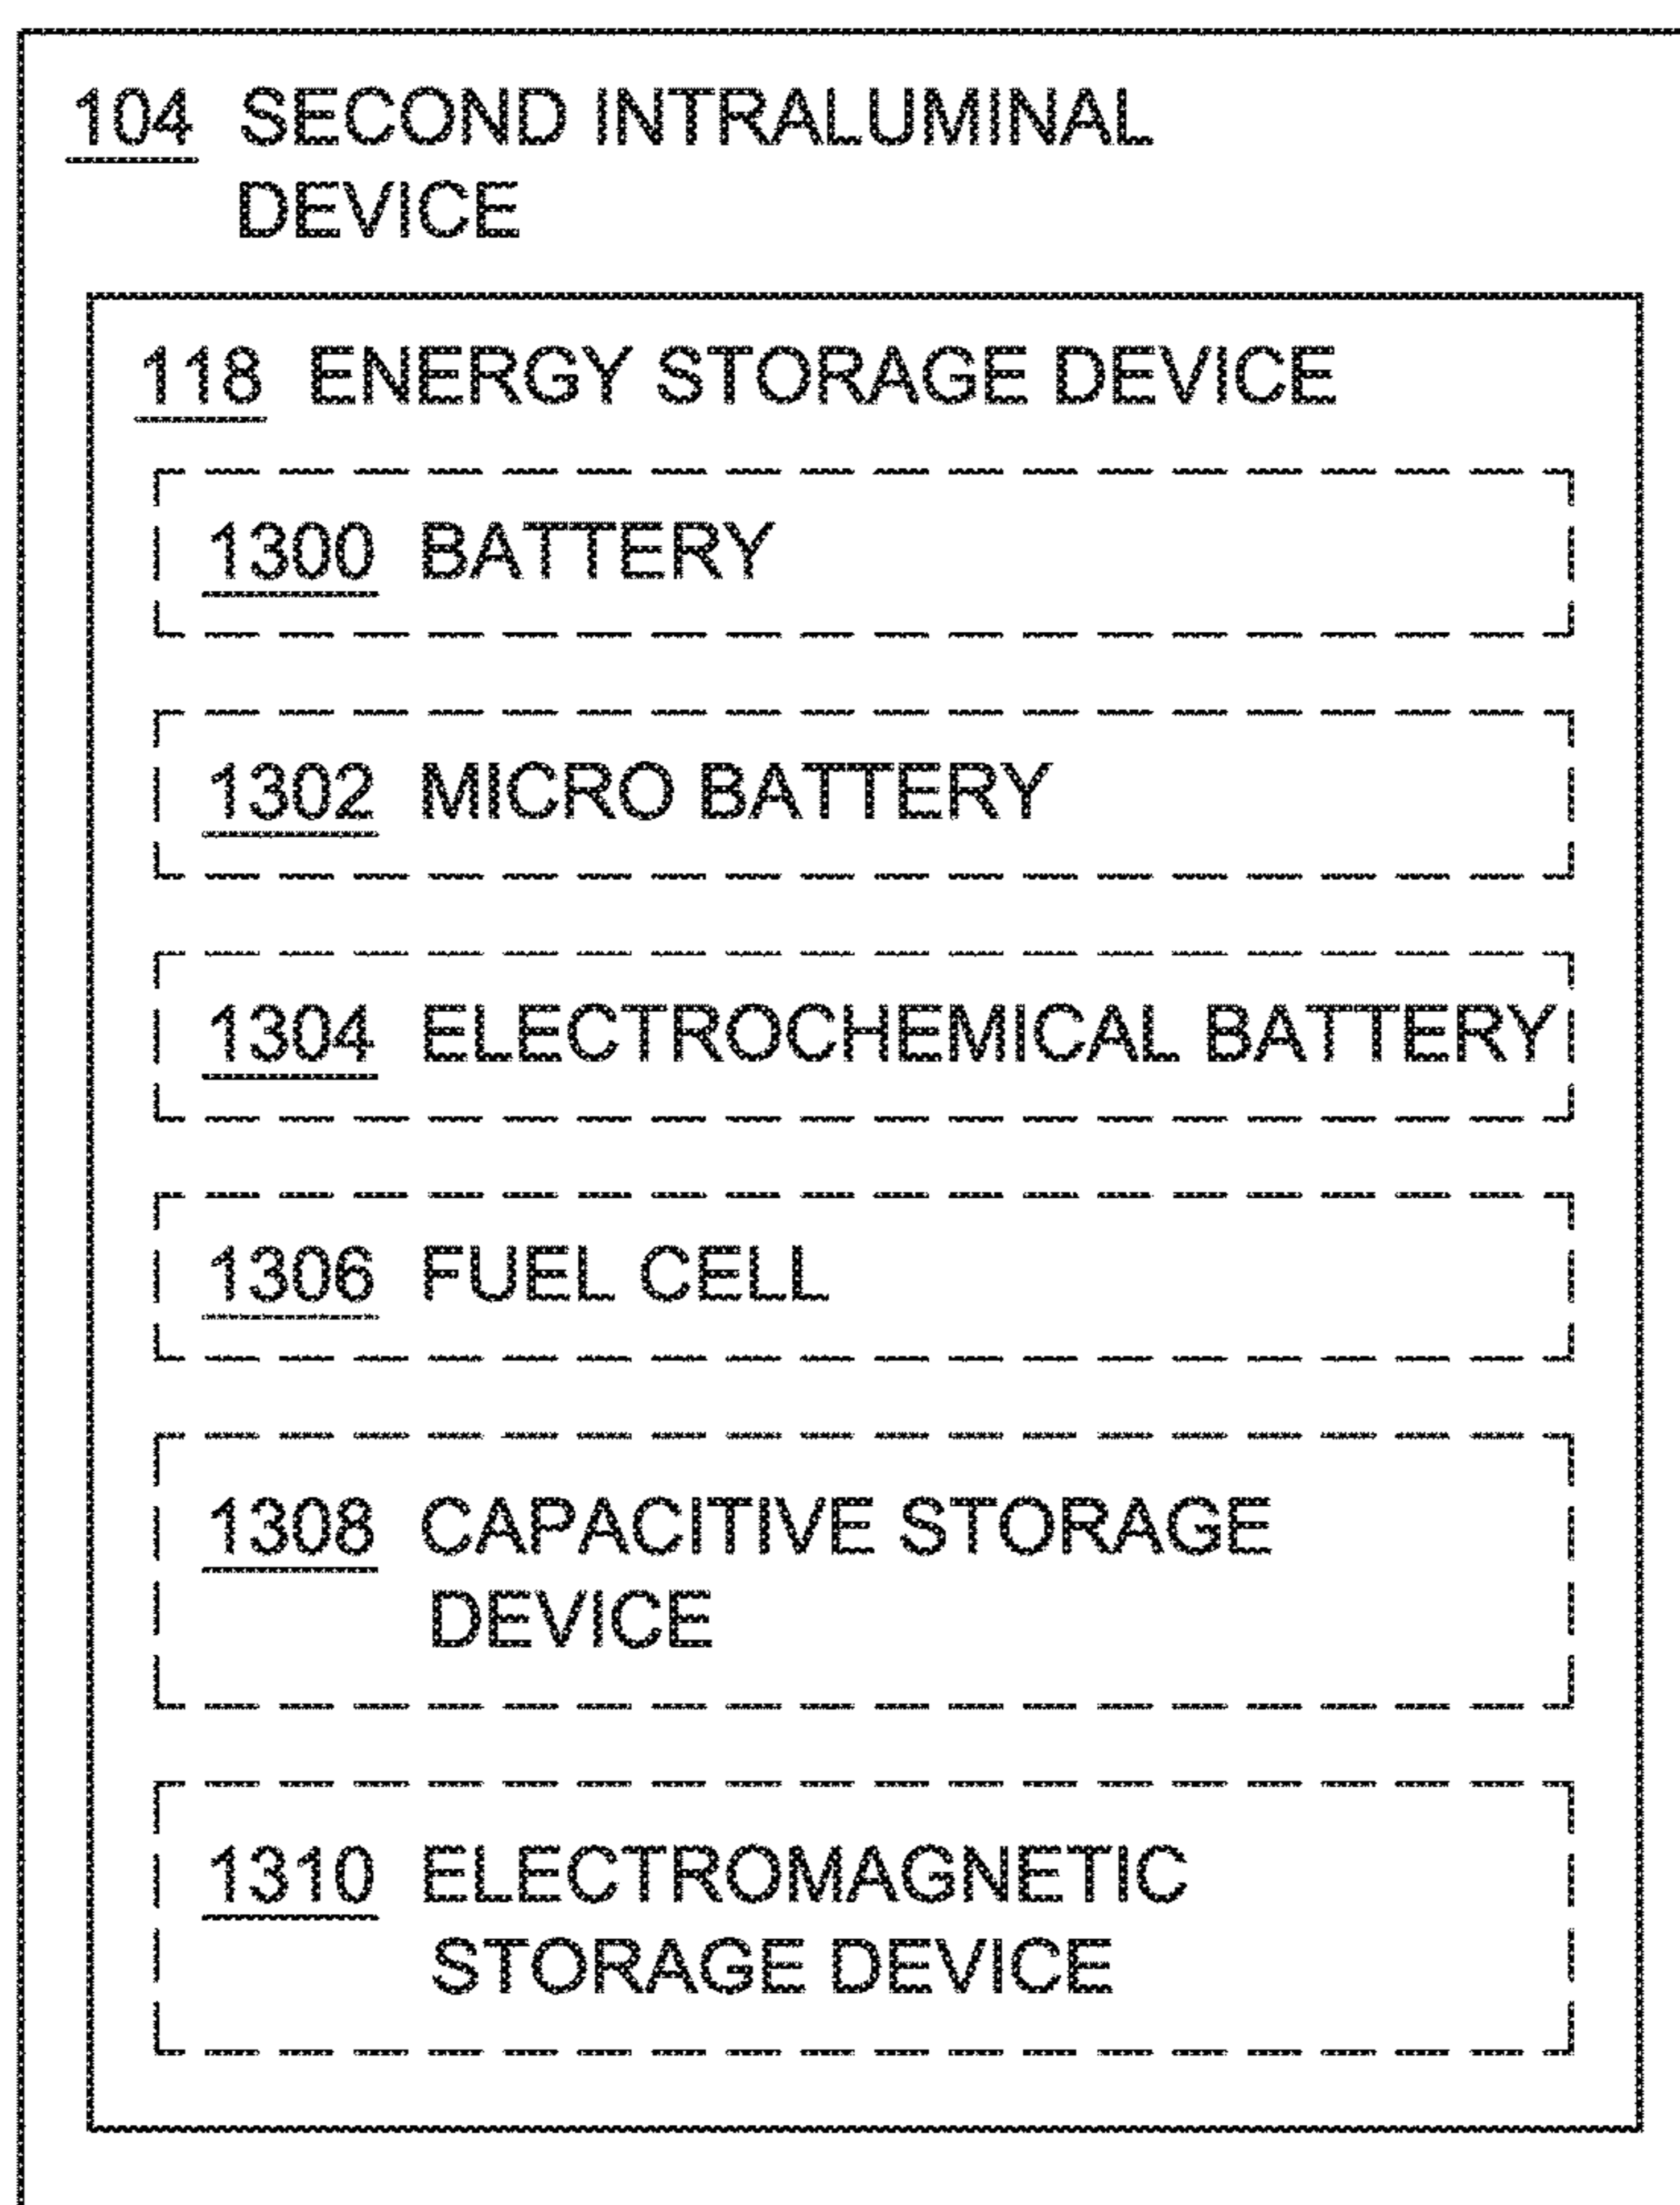 104 SECOND INTRALUMINAL
DEVICE
118 ENERGY STORAGE DEVICE
1300 BATTERY
1302 MICRO BATTERY
1304 ELECTROCHEMICAL BATTERY
1306 FUEL CELL
1308 CAPACITIVE STORAGE
DEVICE
1310 ELECTROMAGNETIC
STORAGE DEVICE